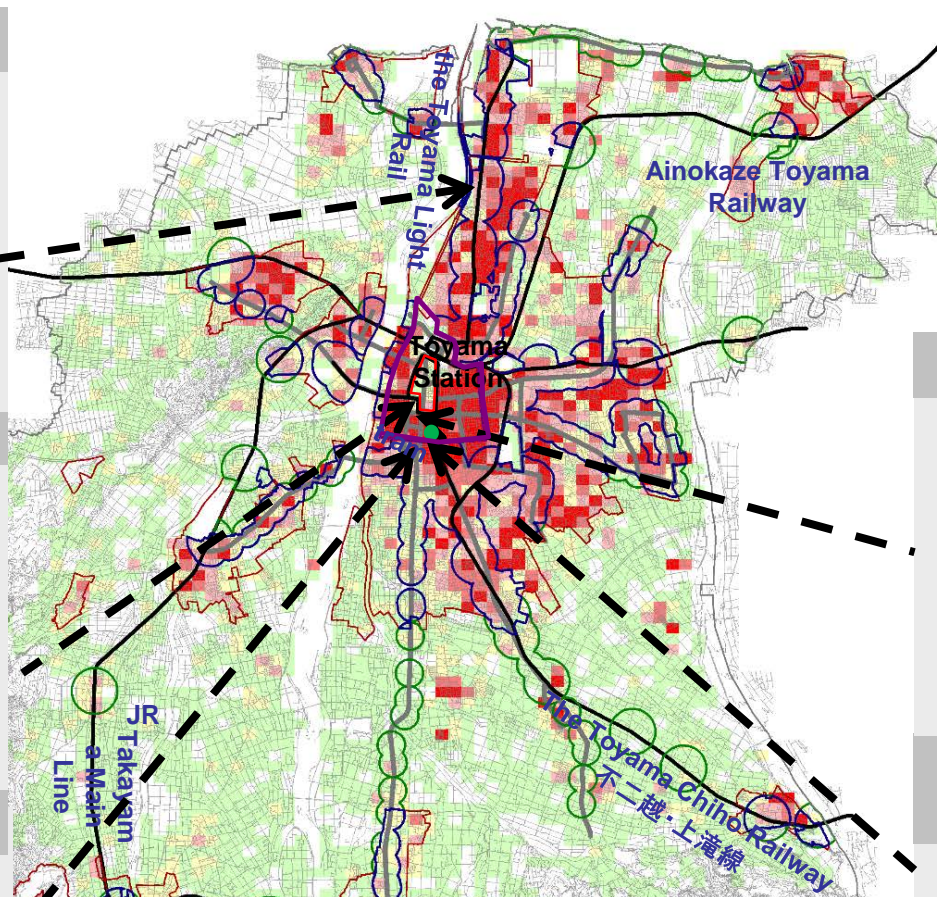 the Toyama Light
Rail
Ainokaze Toyama
Railway
Toyama
Station
JR
Takayam
a Main
Line
The Toyama Chiho Railway
不二越・上滝線